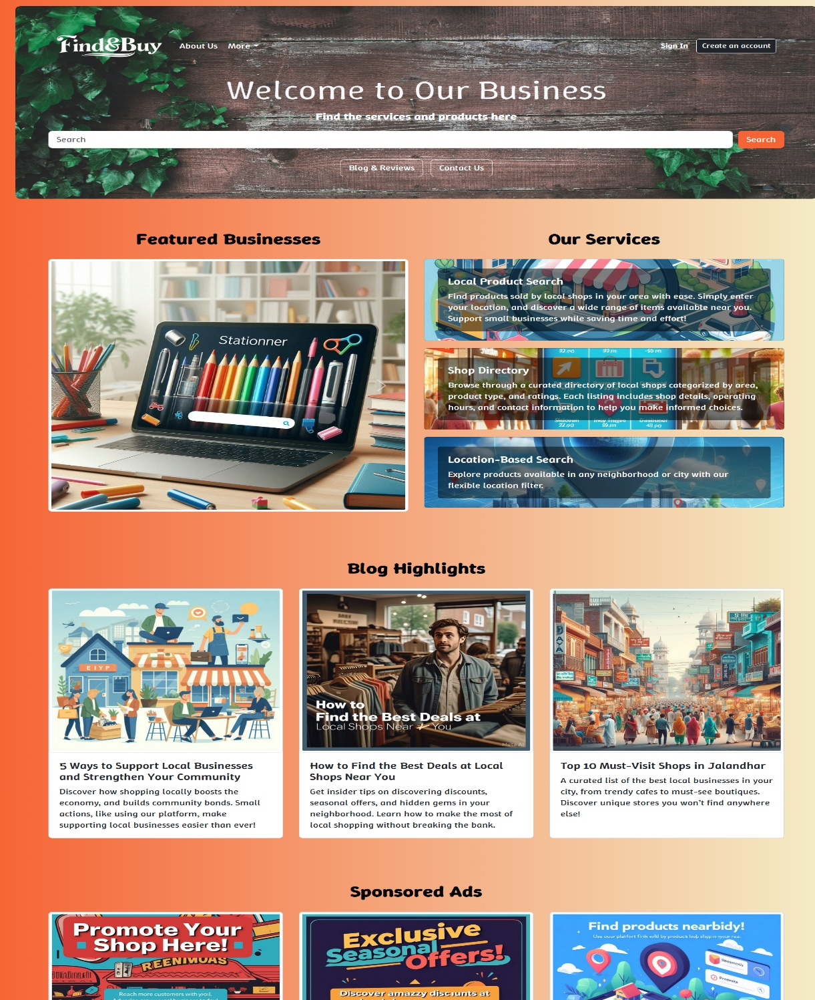 Find&Buy
About Us
More
Sign In
Create an account
Welcome to Our Business
Find the services and products here
Search
Search
Blog & Reviews
Contact Us
Featured Businesses
Stationner
Our Services
Local Product Search
Find products sold by local shops in your area with ease. Simply enter
your location, and discover a wide range of items available near you.
Support small businesses while saving time and effort!
Shop Directory
Browse through a curated directory of local shops categorized by area,
product type, and ratings. Each listing includes shop details, operating
hours, and contact information to help you make informed choices.
Location-Based Search
Explore products available in any neighborhood or city with our
flexible location filter.
Blog Highlights
EIYP
How to
Find the Best Deals at
Local Shops Near You
Meta AI
DAYA
5 Ways to Support Local Businesses
and Strengthen Your Community
Discover how shopping locally boosts the
economy, and builds community bonds. Small
actions, like using our platform, make
supporting local businesses easier than ever!
How to Find the Best Deals at Local
Shops Near You
Get insider tips on discovering discounts,
seasonal offers, and hidden gems in your
neighborhood. Learn how to make the most of
local shopping without breaking the bank.
Top 10 Must-Visit Shops in Jalandhar
A curated list of the best local businesses in your
city, from trendy cafes to must-see boutiques.
Discover unique stores you won't find anywhere
else!
Sponsored Ads
Promote Your
Shop Here!
REENIMOAS
Reach more customers with yooil.
Exclusive
Seasonal
Offers!
Discover amazzy discıunts at
Find products nearbidy!